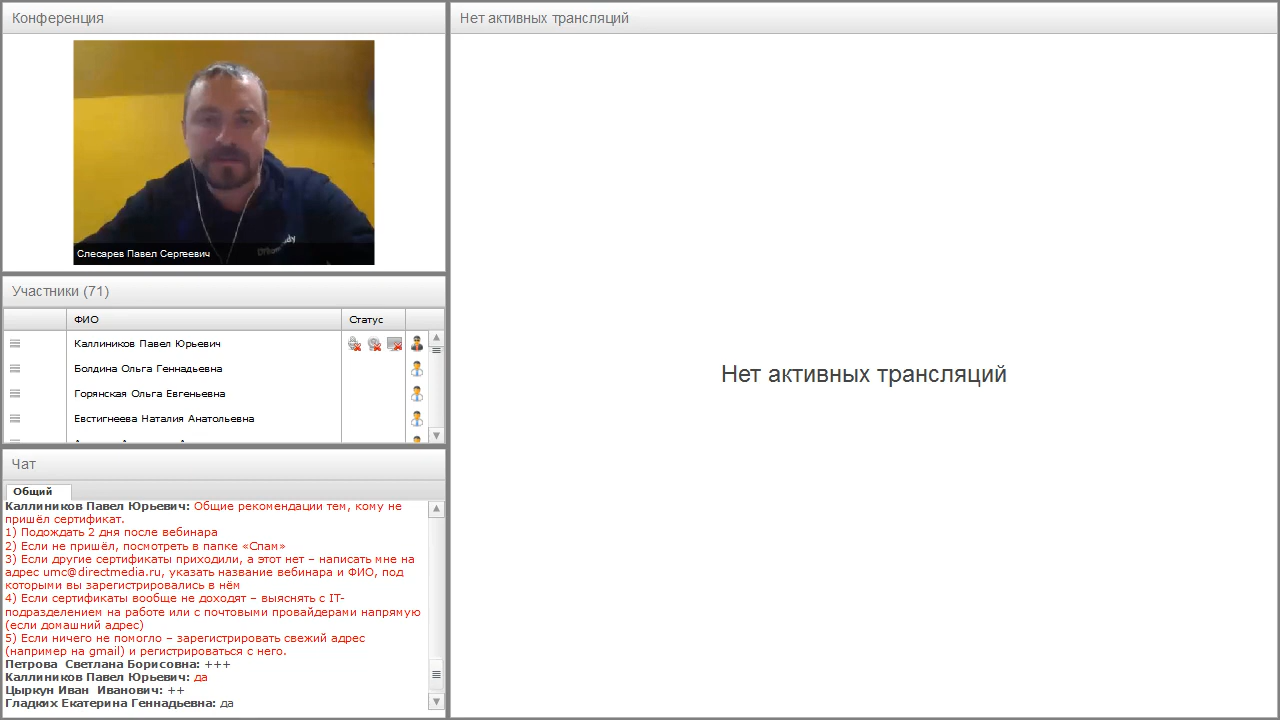 Конференция
Слесарев Павел Сергеевич
Участники (71)
ФИО
Статус
Каллиников Павел Юрьевич
Болдина Ольга Геннадьевна
Горянская Ольга Евгеньевна
Евстигнеева Наталия Анатольевна
Чат
Общий
Каллиников Павел Юрьевич: Общие рекомендации тем, кому не
пришёл сертификат.
1) Подождать 2 дня после вебинара
2) Если не пришёл, посмотреть в папке «Спам»
3) Если другие сертификаты приходили, а этот нет – написать мне на
адрес umc@directmedia.ru, указать название вебинара и ФИО, под
которыми вы зарегистрировались в нём
4) Если сертификаты вообще не доходят – выяснять с IT-
подразделением на работе или с почтовыми провайдерами напрямую
(если домашний адрес)
5) Если ничего не помогло – зарегистрировать свежий адрес
(например на gmail) и регистрироваться с него.
Петрова  Светлана Борисовна: +++
Каллиников Павел Юрьевич: да
Цыркун Иван  Иванович: ++
Гладких Екатерина Геннадьевна: да
Нет активных трансляций
Нет активных трансляций